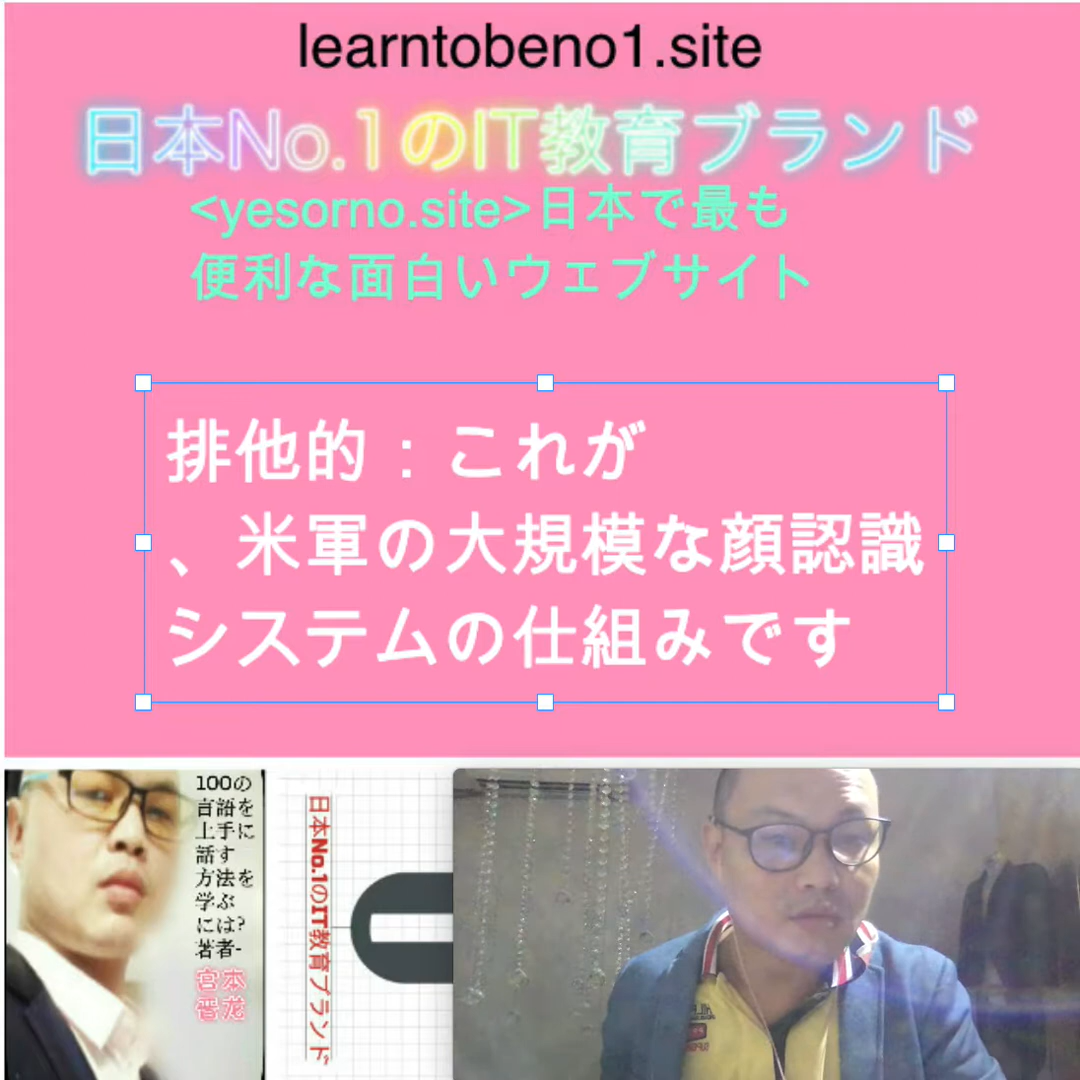 learntobeno1.site
日本No.1のIT教育ブランド
<yesorno.site>日本で最も
便利な面白いウェブサイト
排他的：これが
、米軍の大規模な顔認識
システムの仕組みです
100の
言語を
上手に
話す
方法を
学ぶ
には?
著者-
宮本
日本No.1のIT教育ブランド